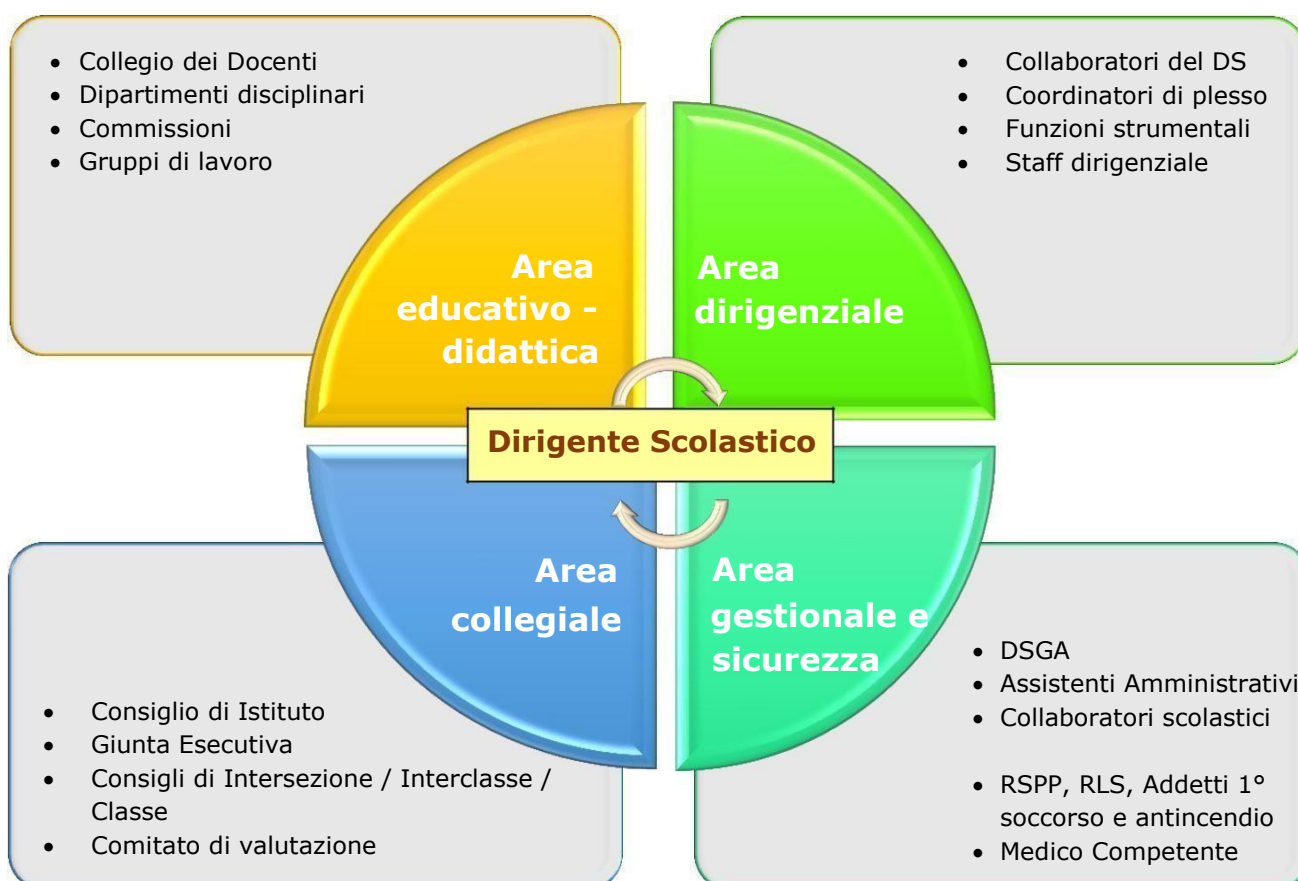 • Collegio dei Docenti
• Dipartimenti disciplinari
• Commissioni
• Gruppi di lavoro
• Collaboratori del DS
• Coordinatori di plesso
• Funzioni strumentali
• Staff dirigenziale
Area
educativo -
didattica
Area
dirigenziale
Dirigente Scolastico
Area
collegiale
Area
gestionale e
sicurezza
• Consiglio di Istituto
• Giunta Esecutiva
• Consigli di Intersezione / Interclasse /
Classe
• Comitato di valutazione
• DSGA
• Assistenti Amministrativi
• Collaboratori scolastici
• RSPP, RLS, Addetti 1°
soccorso e antincendio
• Medico Competente